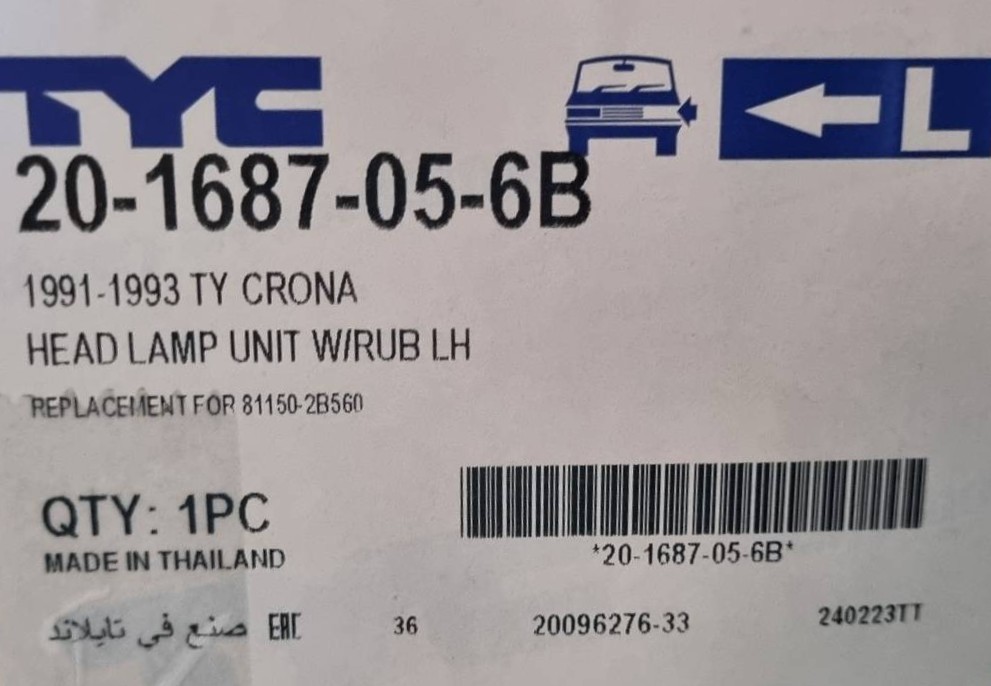 TYC
L
20-1687-05-6B
1991-1993 TY CRONA
HEAD LAMP UNIT W/RUB LH
REPLACEMENT FOR 81150-2B560
QTY: 1PC
MADE IN THAILAND
*20-1687-05-6B*
صنع في تايلاند EAC 36 20096276-33 240223TT